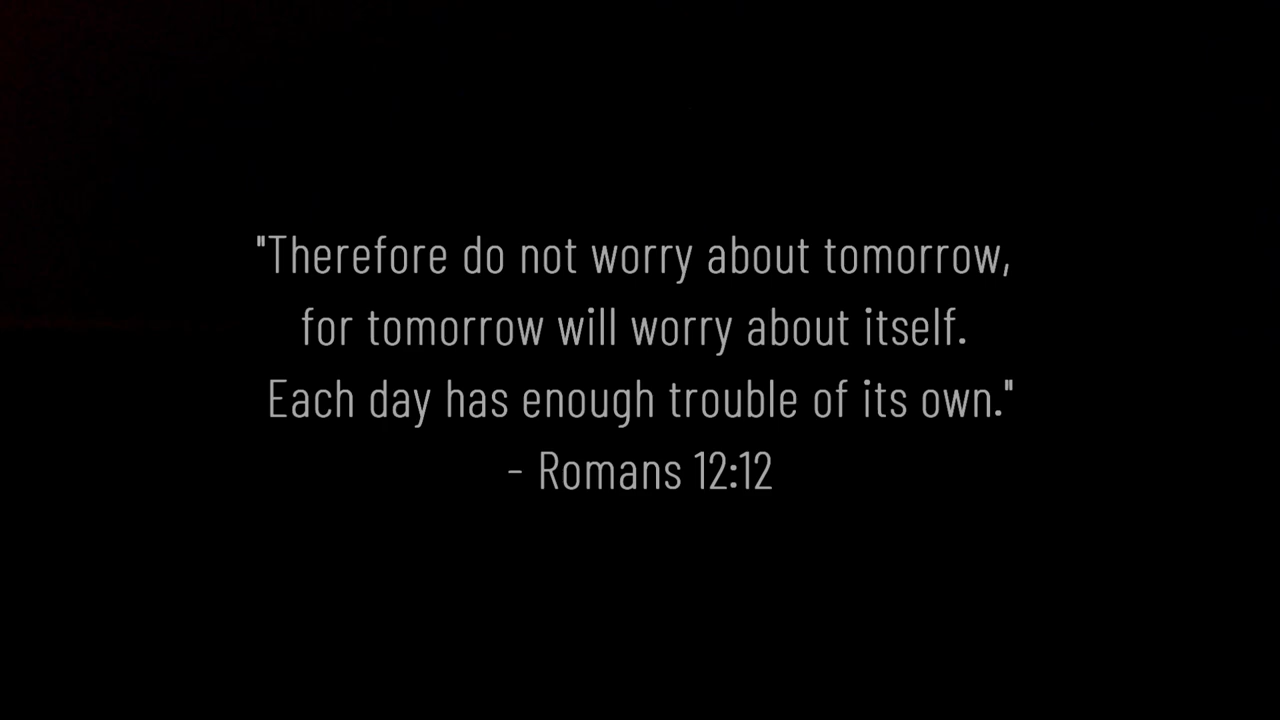 "Therefore do not worry about tomorrow,
for tomorrow will worry about itself.
Each day has enough trouble of its own."
- Romans 12:12